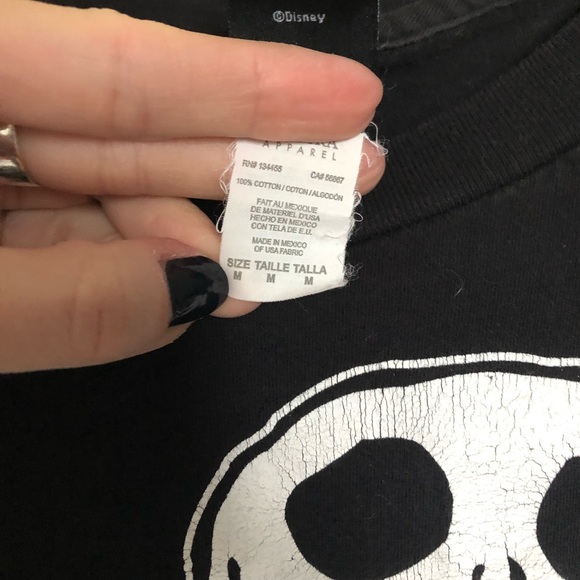 ©Disney
APPAREL
RN# 134455 CA# 56867
100% COTTON / COTON / ALGODÓN
FAIT AU MEXIQUE
DE MATERIEL D'USA
HECHO EN MEXICO
CON TELA DE E.U.
MADE IN MEXICO
OF USA FABRIC
SIZE TAILLE TALLA
M M M